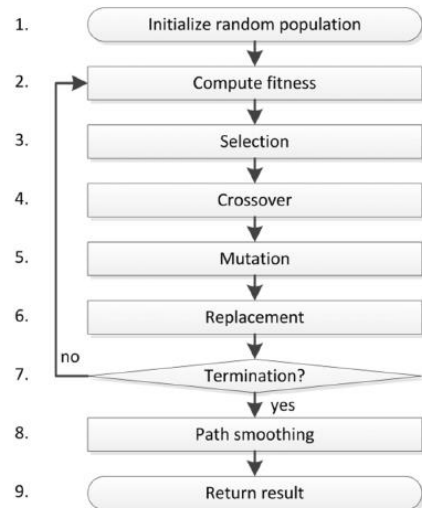 1. Initialize random population
2. Compute fitness
3. Selection
4. Crossover
5. Mutation
6. Replacement
no
7. Termination?
yes
8. Path smoothing
9. Return result